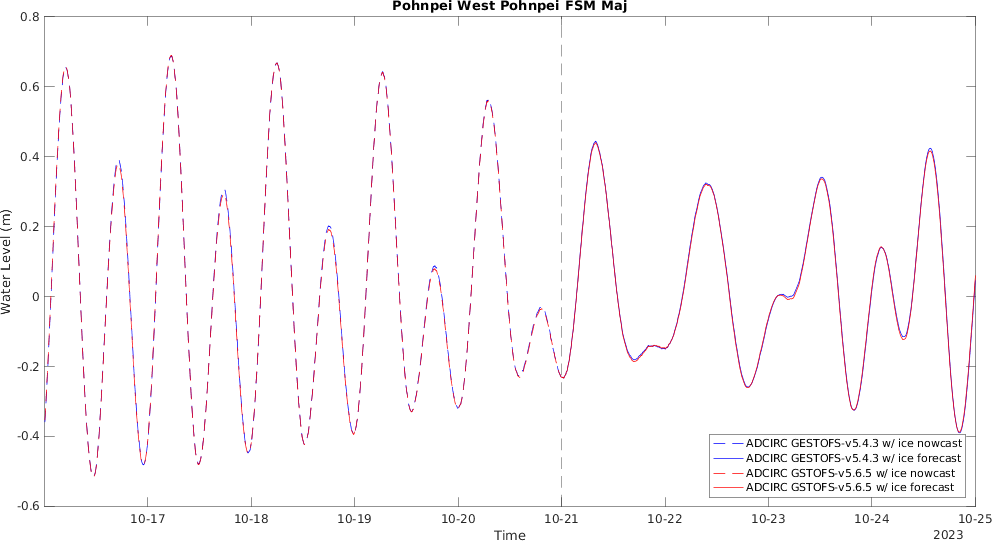 Pohnpei West Pohnpei FSM Maj
0.8
0.6
0.4
0.2
0
-0.2
-0.4
-0.6
Water Level (m)
ADCIRC GESTOFS-v5.4.3 w/ ice nowcast
ADCIRC GESTOFS-v5.4.3 w/ ice forecast
ADCIRC GSTOFS-v5.6.5 w/ ice nowcast
ADCIRC GSTOFS-v5.6.5 w/ ice forecast
10-17 10-18 10-19 10-20 10-21 10-22 10-23 10-24 10-25
Time
2023